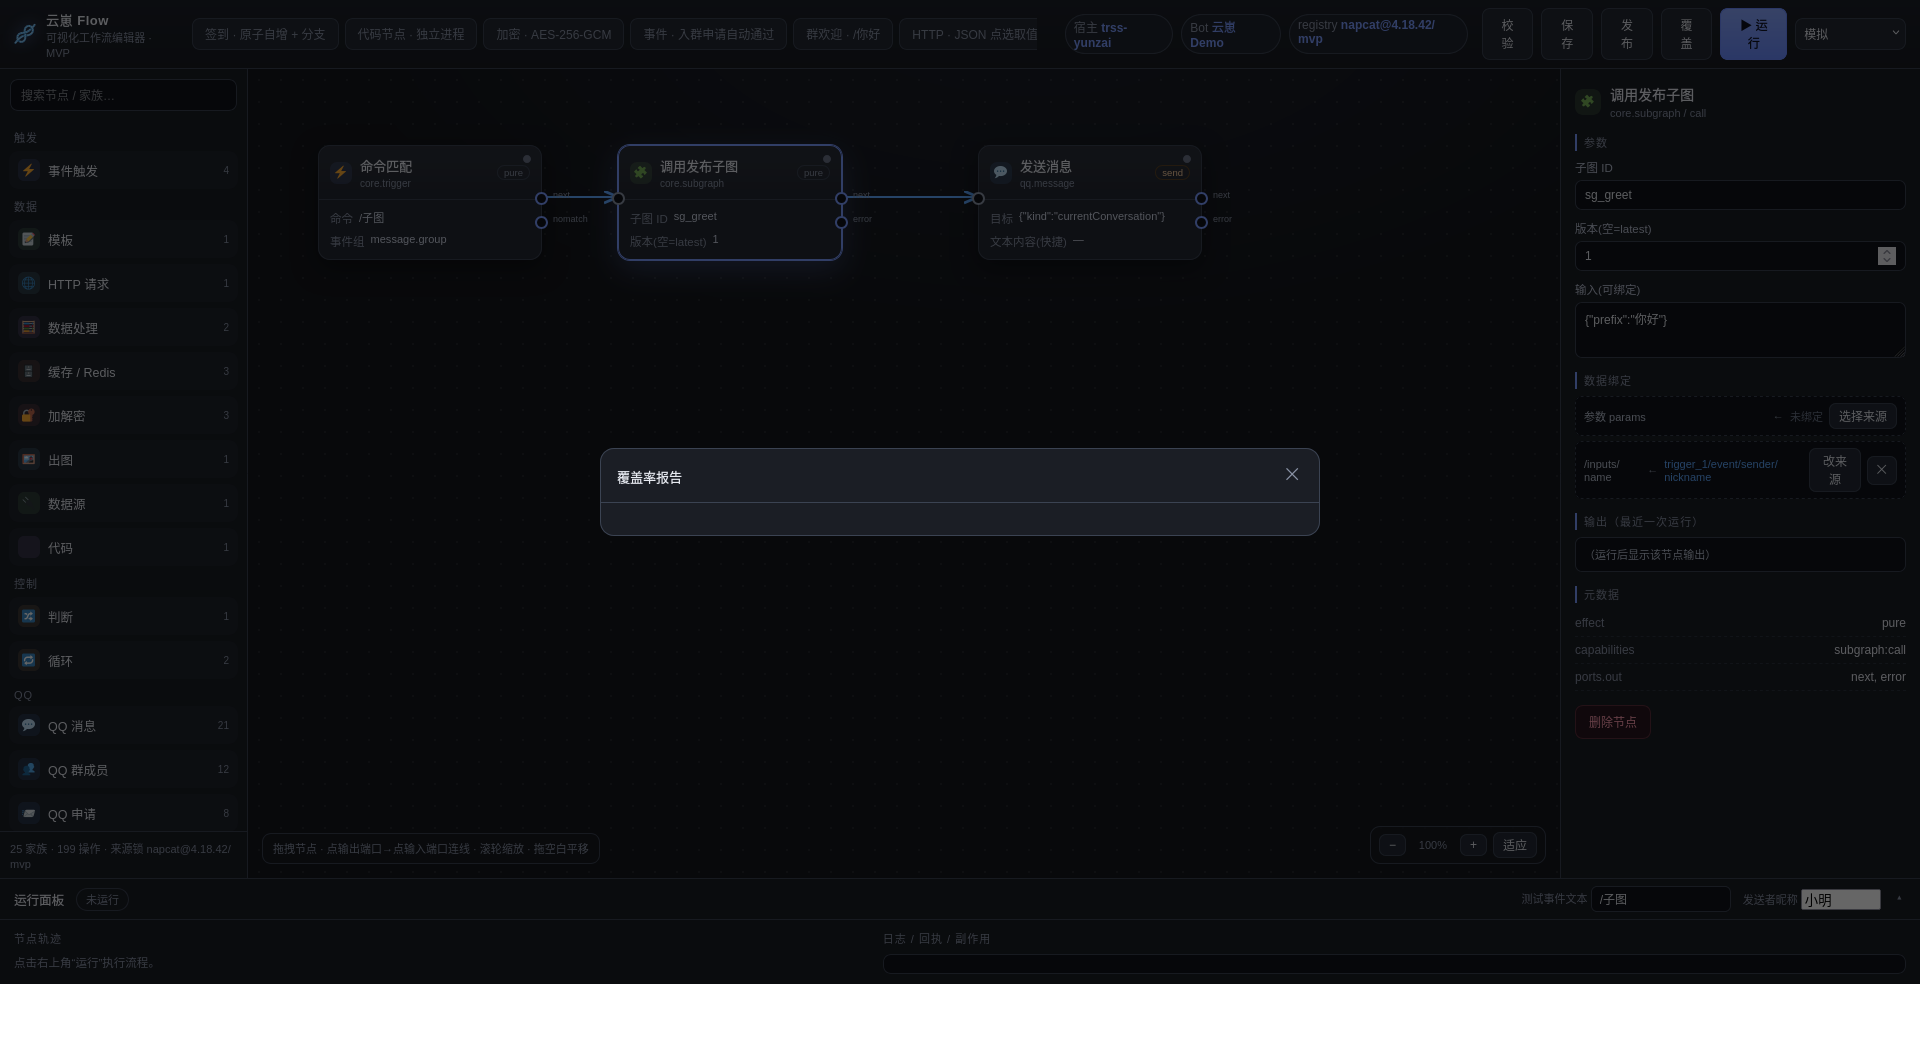 云崽 Flow
可视化工作流编辑器 ·
MVP
签到 · 原子自增 + 分支
代码节点 · 独立进程
加密 · AES-256-GCM
事件 · 入群申请自动通过
群欢迎 · /你好
HTTP · JSON 点选取值
宿主 trss-
yunzai
Bot 云崽
Demo
registry napcat@4.18.42/
mvp
校
验
保
存
发
布
覆
盖
▶ 运
行
模拟
搜索节点 / 家族…
触发
事件触发 4
数据
模板 1
HTTP 请求 1
数据处理 2
缓存 / Redis 3
加解密 3
出图 1
数据源 1
代码 1
控制
判断 1
循环 2
QQ
QQ 消息 21
QQ 群成员 12
QQ 申请 8
25 家族 · 199 操作 · 来源锁 napcat@4.18.42/
mvp
命令匹配
core.trigger
pure
next
nomatch
命令 /子图
事件组 message.group
调用发布子图
core.subgraph
pure
next
error
子图 ID sg_greet
版本(空=latest) 1
发送消息
qq.message
send
next
error
目标 {"kind":"currentConversation"}
文本内容(快捷) —
覆盖率报告
拖拽节点 · 点输出端口→点输入端口连线 · 滚轮缩放 · 拖空白平移
− 100% + 适应
调用发布子图
core.subgraph / call
参数
子图 ID
sg_greet
版本(空=latest)
1
输入(可绑定)
{"prefix":"你好"}
数据绑定
参数 params ← 未绑定 选择来源
/inputs/
name
←
trigger_1/event/sender/
nickname
改来
源
输出（最近一次运行）
（运行后显示该节点输出）
元数据
effect pure
capabilities subgraph:call
ports.out next, error
删除节点
运行面板 未运行
测试事件文本 /子图
发送者昵称 小明
节点轨迹
点击右上角“运行”执行流程。
日志 / 回执 / 副作用